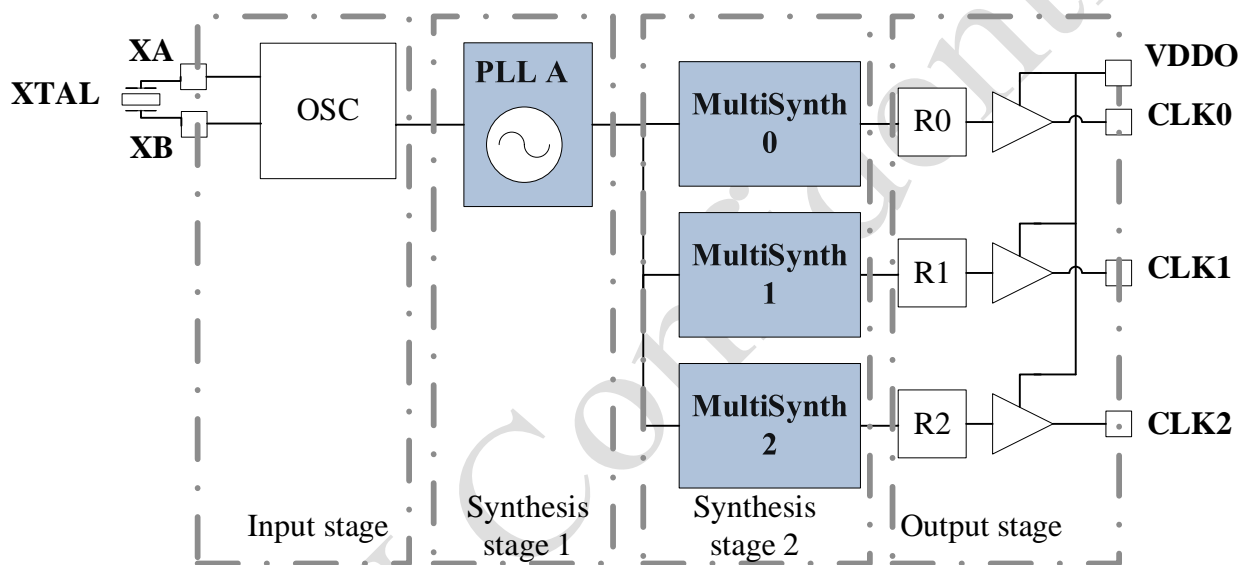 XA
XTAL
XB
OSC
PLL A
MultiSynth
0
MultiSynth
1
MultiSynth
2
R0
R1
R2
VDDO
CLK0
CLK1
CLK2
Input stage
Synthesis
stage 1
Synthesis
stage 2
Output stage